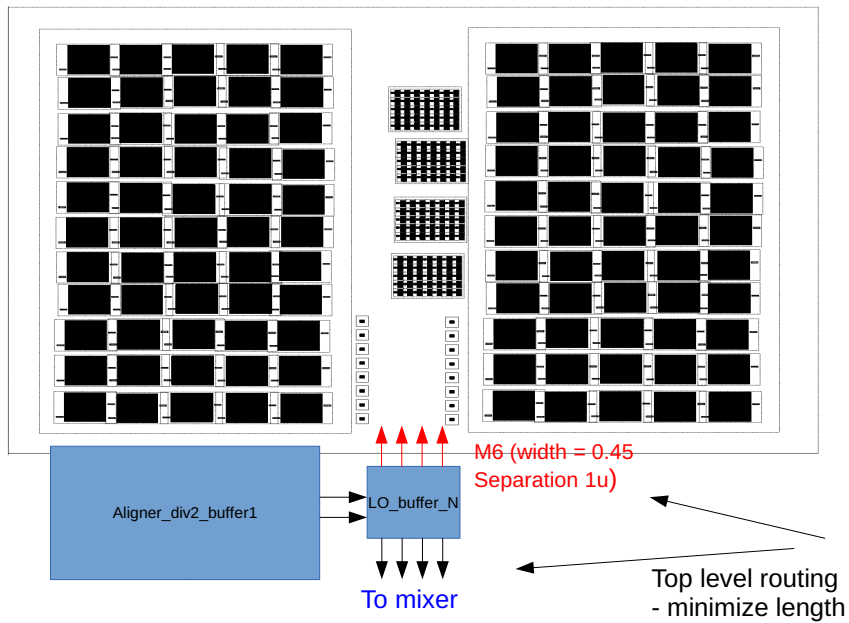 M6 (width = 0.45
Separation 1u)
Aligner_div2_buffer1
LO_buffer_N
To mixer
Top level routing
- minimize length